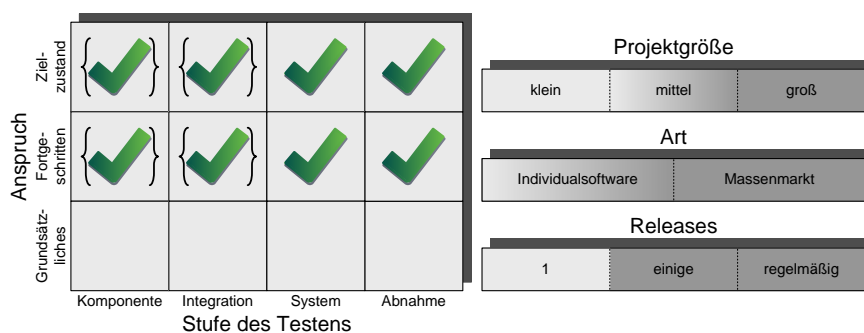 Anspruch
Ziel-
zustand
Fortge-
schritten
Grundsätz-
liches
Komponente
Integration
System
Abnahme
Stufe des Testens
Projektgröße
klein
mittel
groß
Art
Individualsoftware
Massenmarkt
Releases
1
einige
regelmäßig